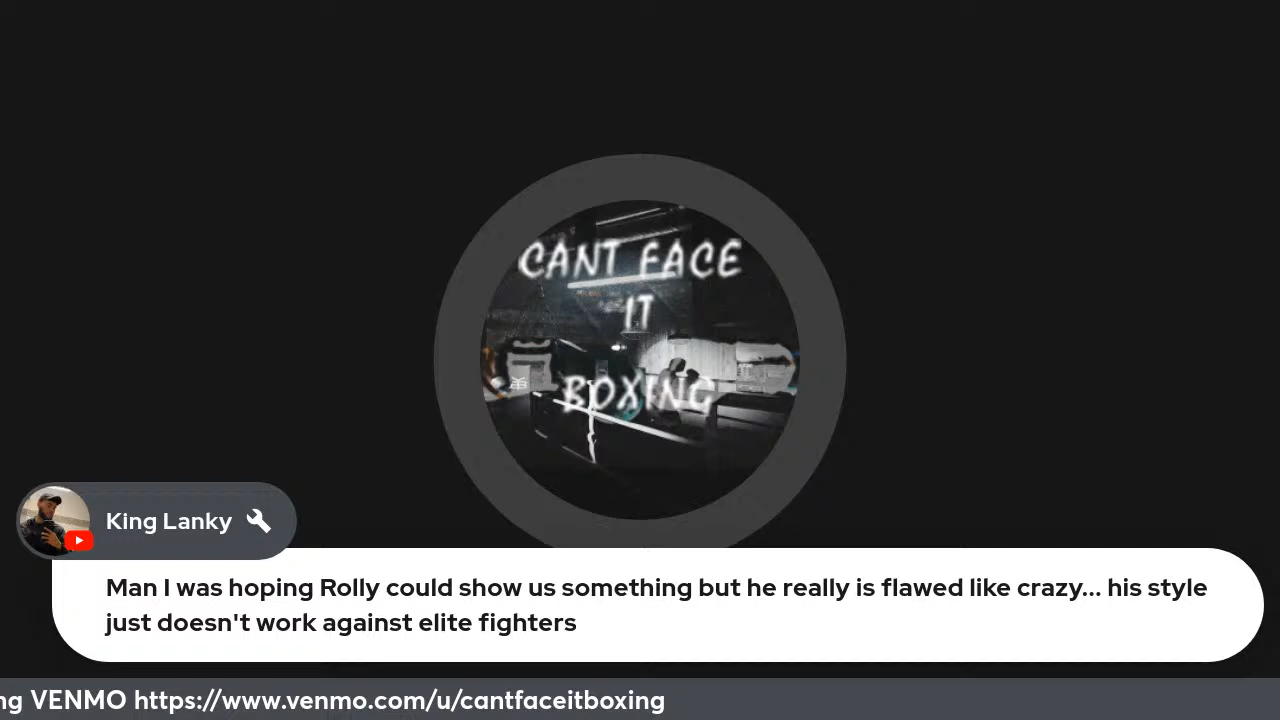 CANT FACE
IT
BOXING
King Lanky
Man I was hoping Rolly could show us something but he really is flawed like crazy... his style
just doesn't work against elite fighters
ng VENMO https://www.venmo.com/u/cantfaceitboxing